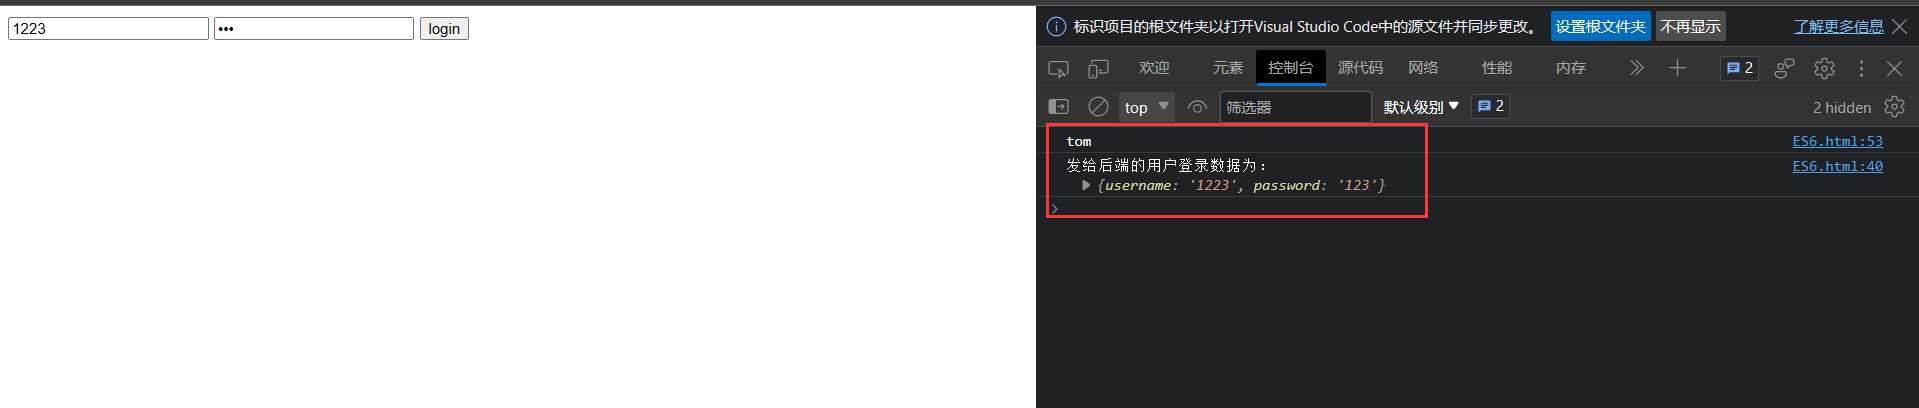 1223 ••• login
标识项目的根文件夹以打开Visual Studio Code中的源文件并同步更改。 设置根文件夹 不再显示 了解更多信息
欢迎 元素 控制台 源代码 网络 性能 内存 2
top 筛选器 默认级别 2 2 hidden
tom ES6.html:53
发给后端的用户登录数据为： ES6.html:40
{username: '1223', password: '123'}